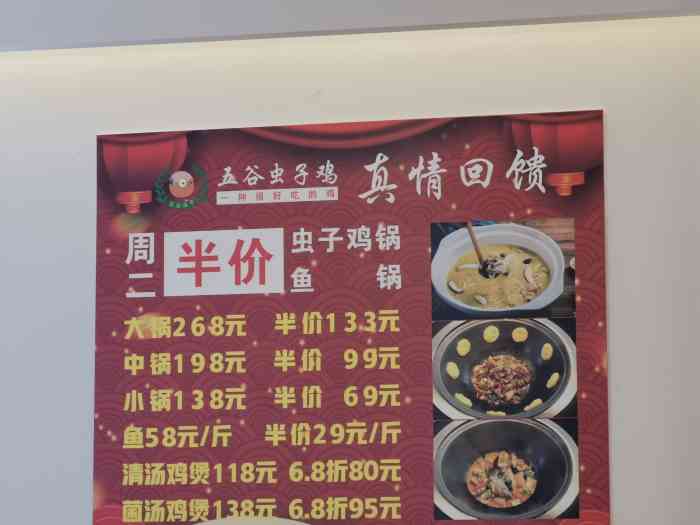 五谷虫子鸡
一种很好吃的鸡
真情回馈
周二 半价 虫子鸡锅
鱼锅
大锅268元 半价133元
中锅198元 半价 99元
小锅138元 半价 69元
鱼58元/斤 半价29元/斤
清汤鸡煲118元 6.8折80元
菌汤鸡煲138元 6.8折95元